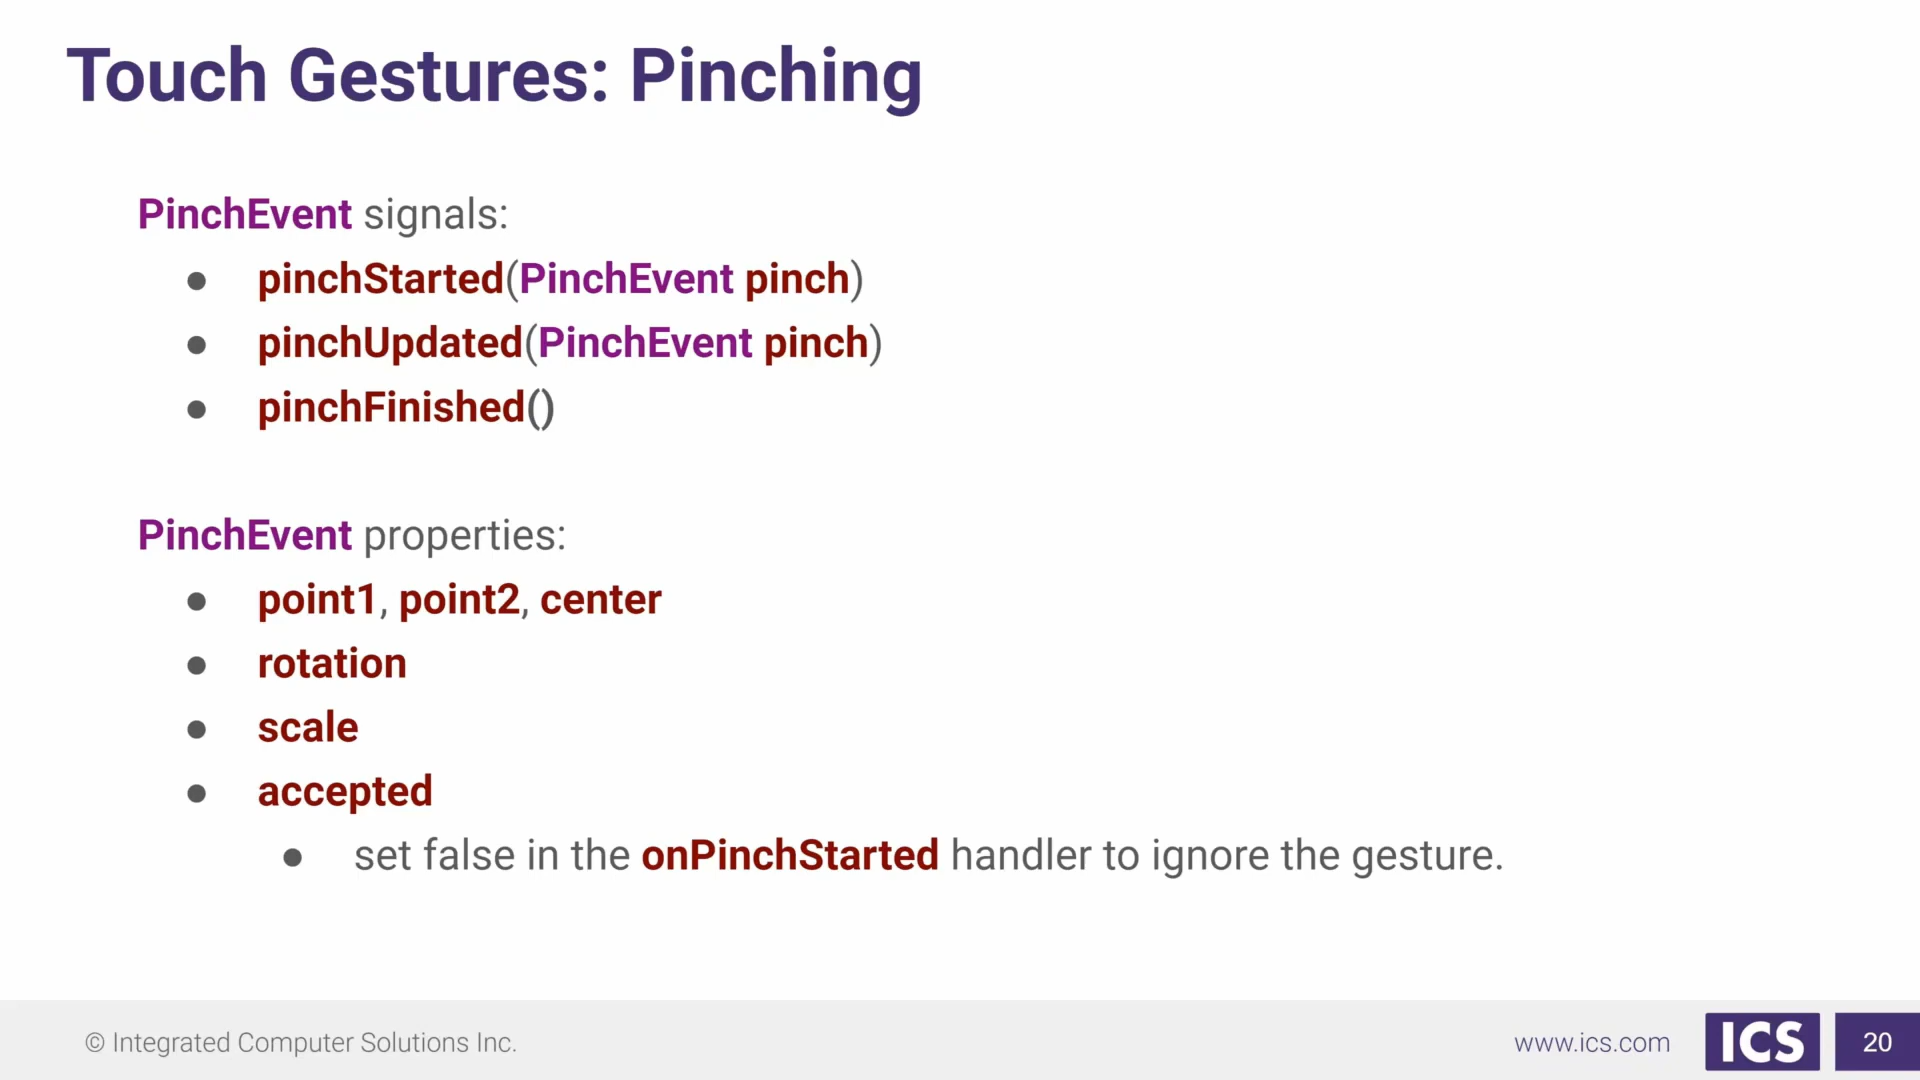 Touch Gestures: Pinching
PinchEvent signals:
● pinchStarted(PinchEvent pinch)
● pinchUpdated(PinchEvent pinch)
● pinchFinished()
PinchEvent properties:
● point1, point2, center
● rotation
● scale
● accepted
● set false in the onPinchStarted handler to ignore the gesture.
© Integrated Computer Solutions Inc.
www.ics.com
ICS
20